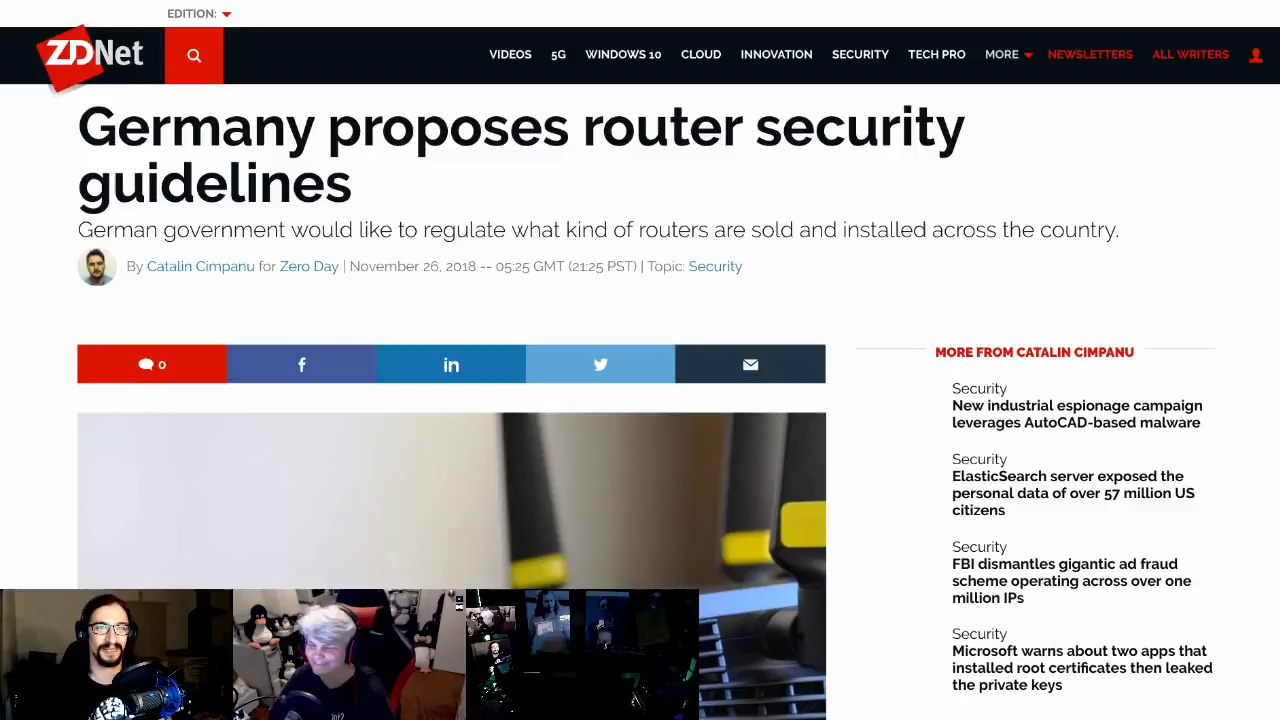 EDITION:
ZDNet
VIDEOS 5G WINDOWS 10 CLOUD INNOVATION SECURITY TECH PRO MORE NEWSLETTERS ALL WRITERS
Germany proposes router security
guidelines
German government would like to regulate what kind of routers are sold and installed across the country.
By Catalin Cimpanu for Zero Day | November 26, 2018 -- 05:25 GMT (21:25 PST) | Topic: Security
0
MORE FROM CATALIN CIMPANU
Security
New industrial espionage campaign
leverages AutoCAD-based malware
Security
ElasticSearch server exposed the
personal data of over 57 million US
citizens
Security
FBI dismantles gigantic ad fraud
scheme operating across over one
million IPs
Security
Microsoft warns about two apps that
installed root certificates then leaked
the private keys